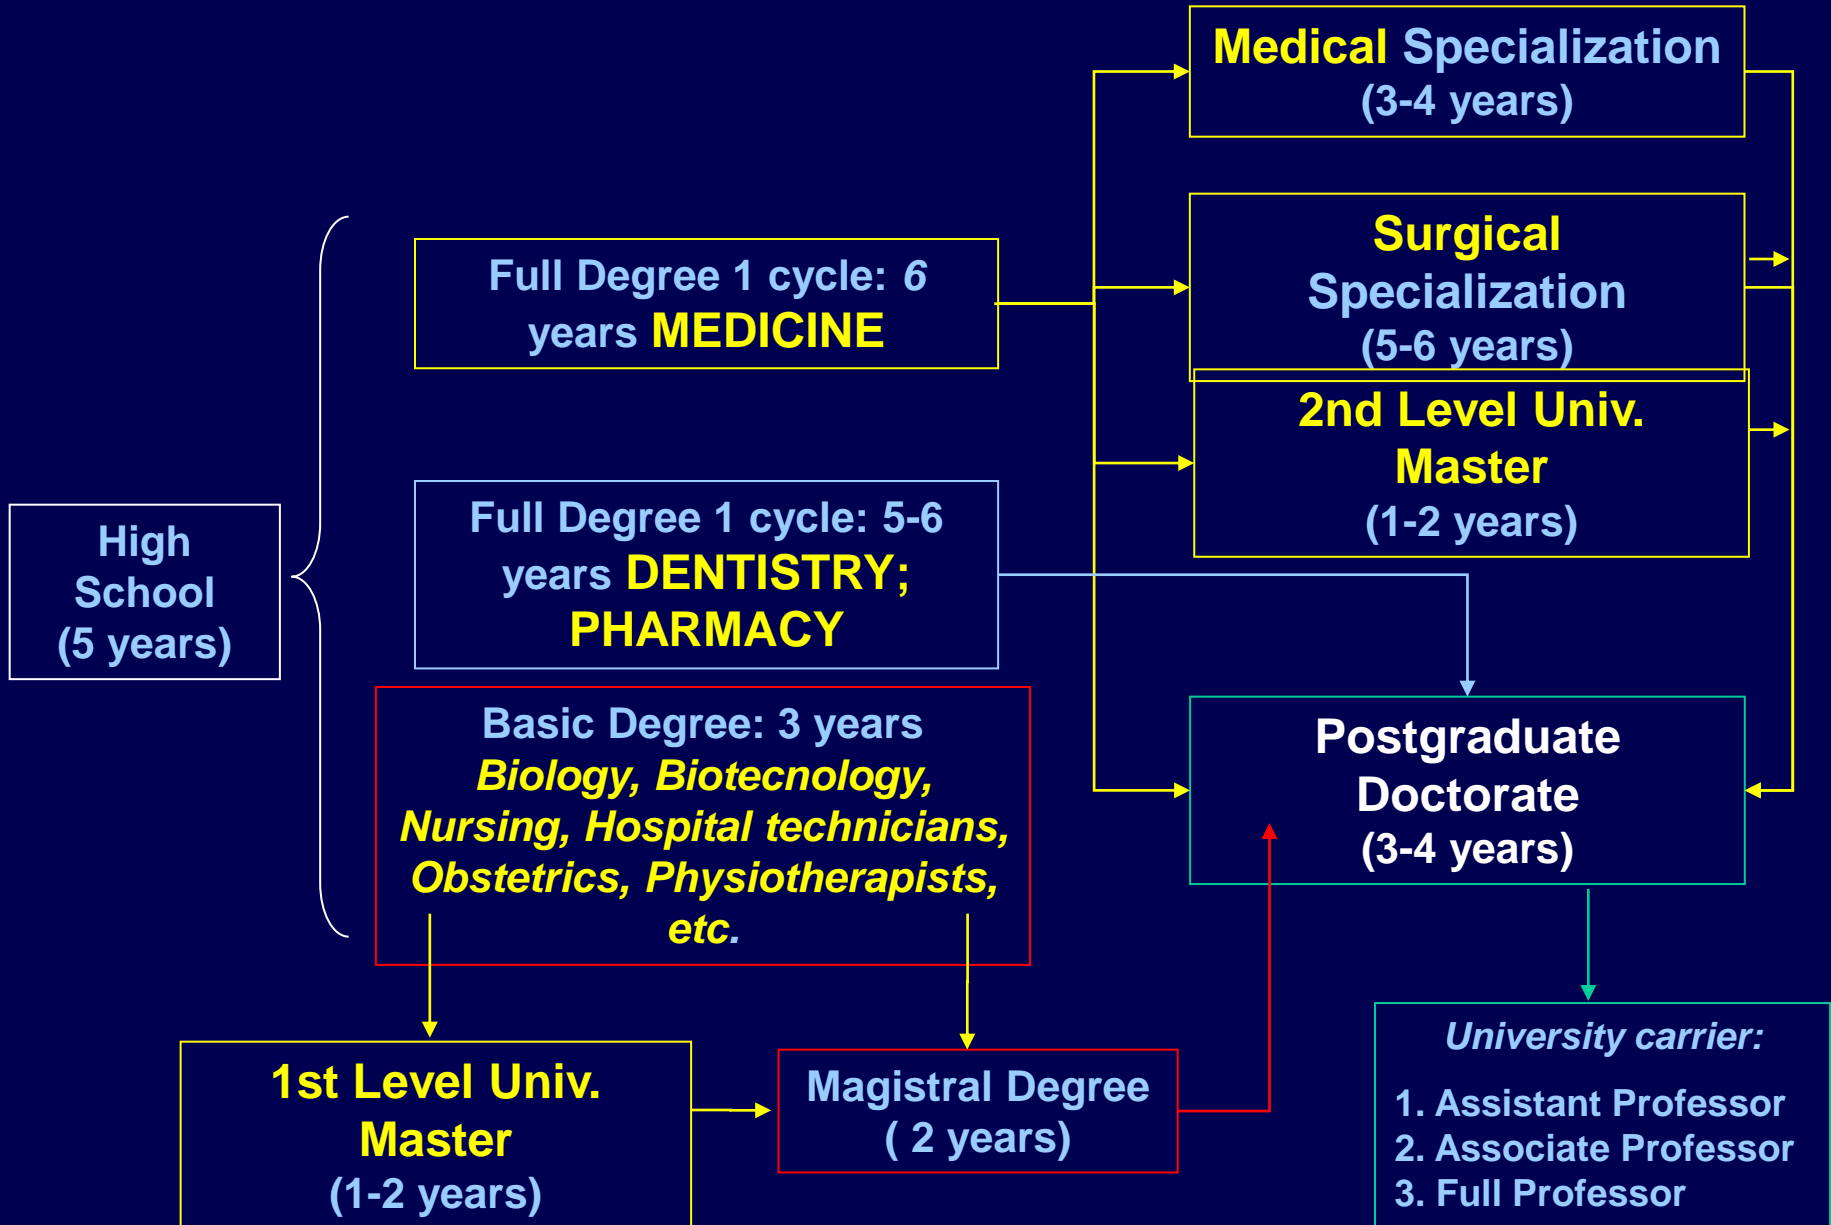 Medical Specialization
(3-4 years)
Surgical
Specialization
(5-6 years)
2nd Level Univ.
Master
(1-2 years)
Full Degree 1 cycle: 6
years MEDICINE
Full Degree 1 cycle: 5-6
years DENTISTRY;
PHARMACY
High
School
(5 years)
Basic Degree: 3 years
Biology, Biotecnology,
Nursing, Hospital technicians,
Obstetrics, Physiotherapists,
etc.
Postgraduate
Doctorate
(3-4 years)
1st Level Univ.
Master
(1-2 years)
Magistral Degree
( 2 years)
University carrier:
1. Assistant Professor
2. Associate Professor
3. Full Professor